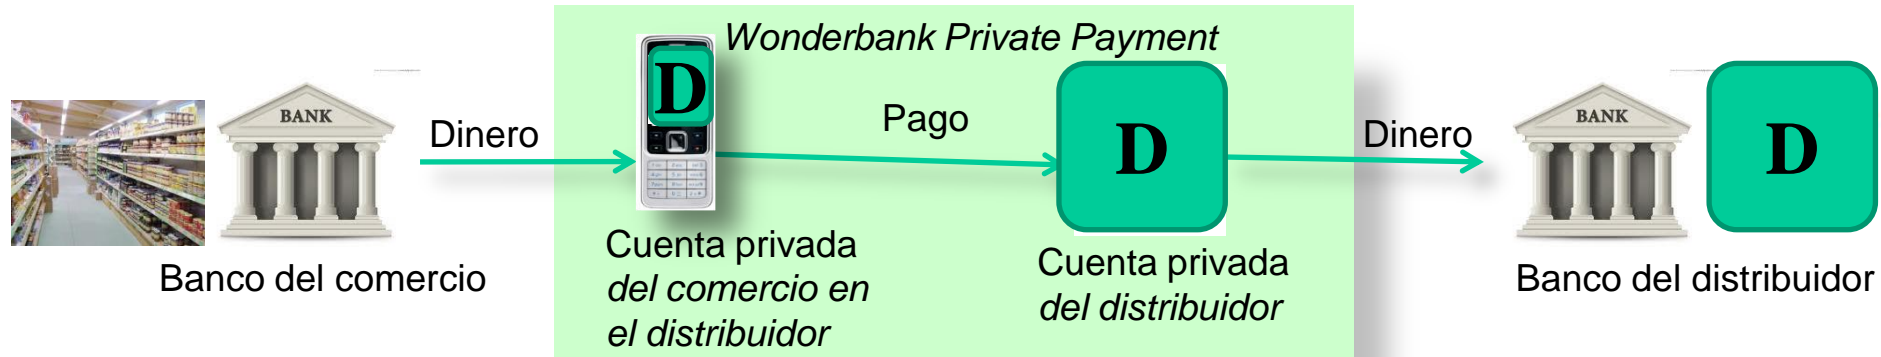 Wonderbank Private Payment
BANK
Dinero
D
Pago
D
Dinero
BANK
D
Banco del comercio
Cuenta privada
del comercio en
el distribuidor
Cuenta privada
del distribuidor
Banco del distribuidor